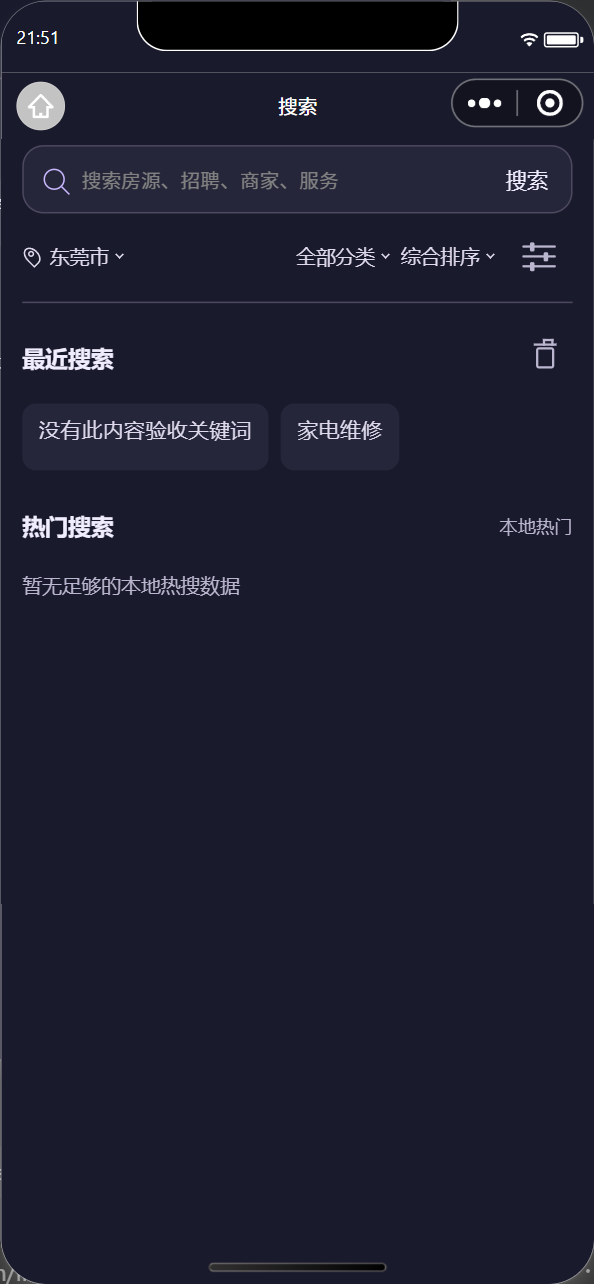 21:51
搜索
搜索房源、招聘、商家、服务 搜索
东莞市 全部分类 综合排序
最近搜索
没有此内容验收关键词 家电维修
热门搜索 本地热门
暂无足够的本地热搜数据